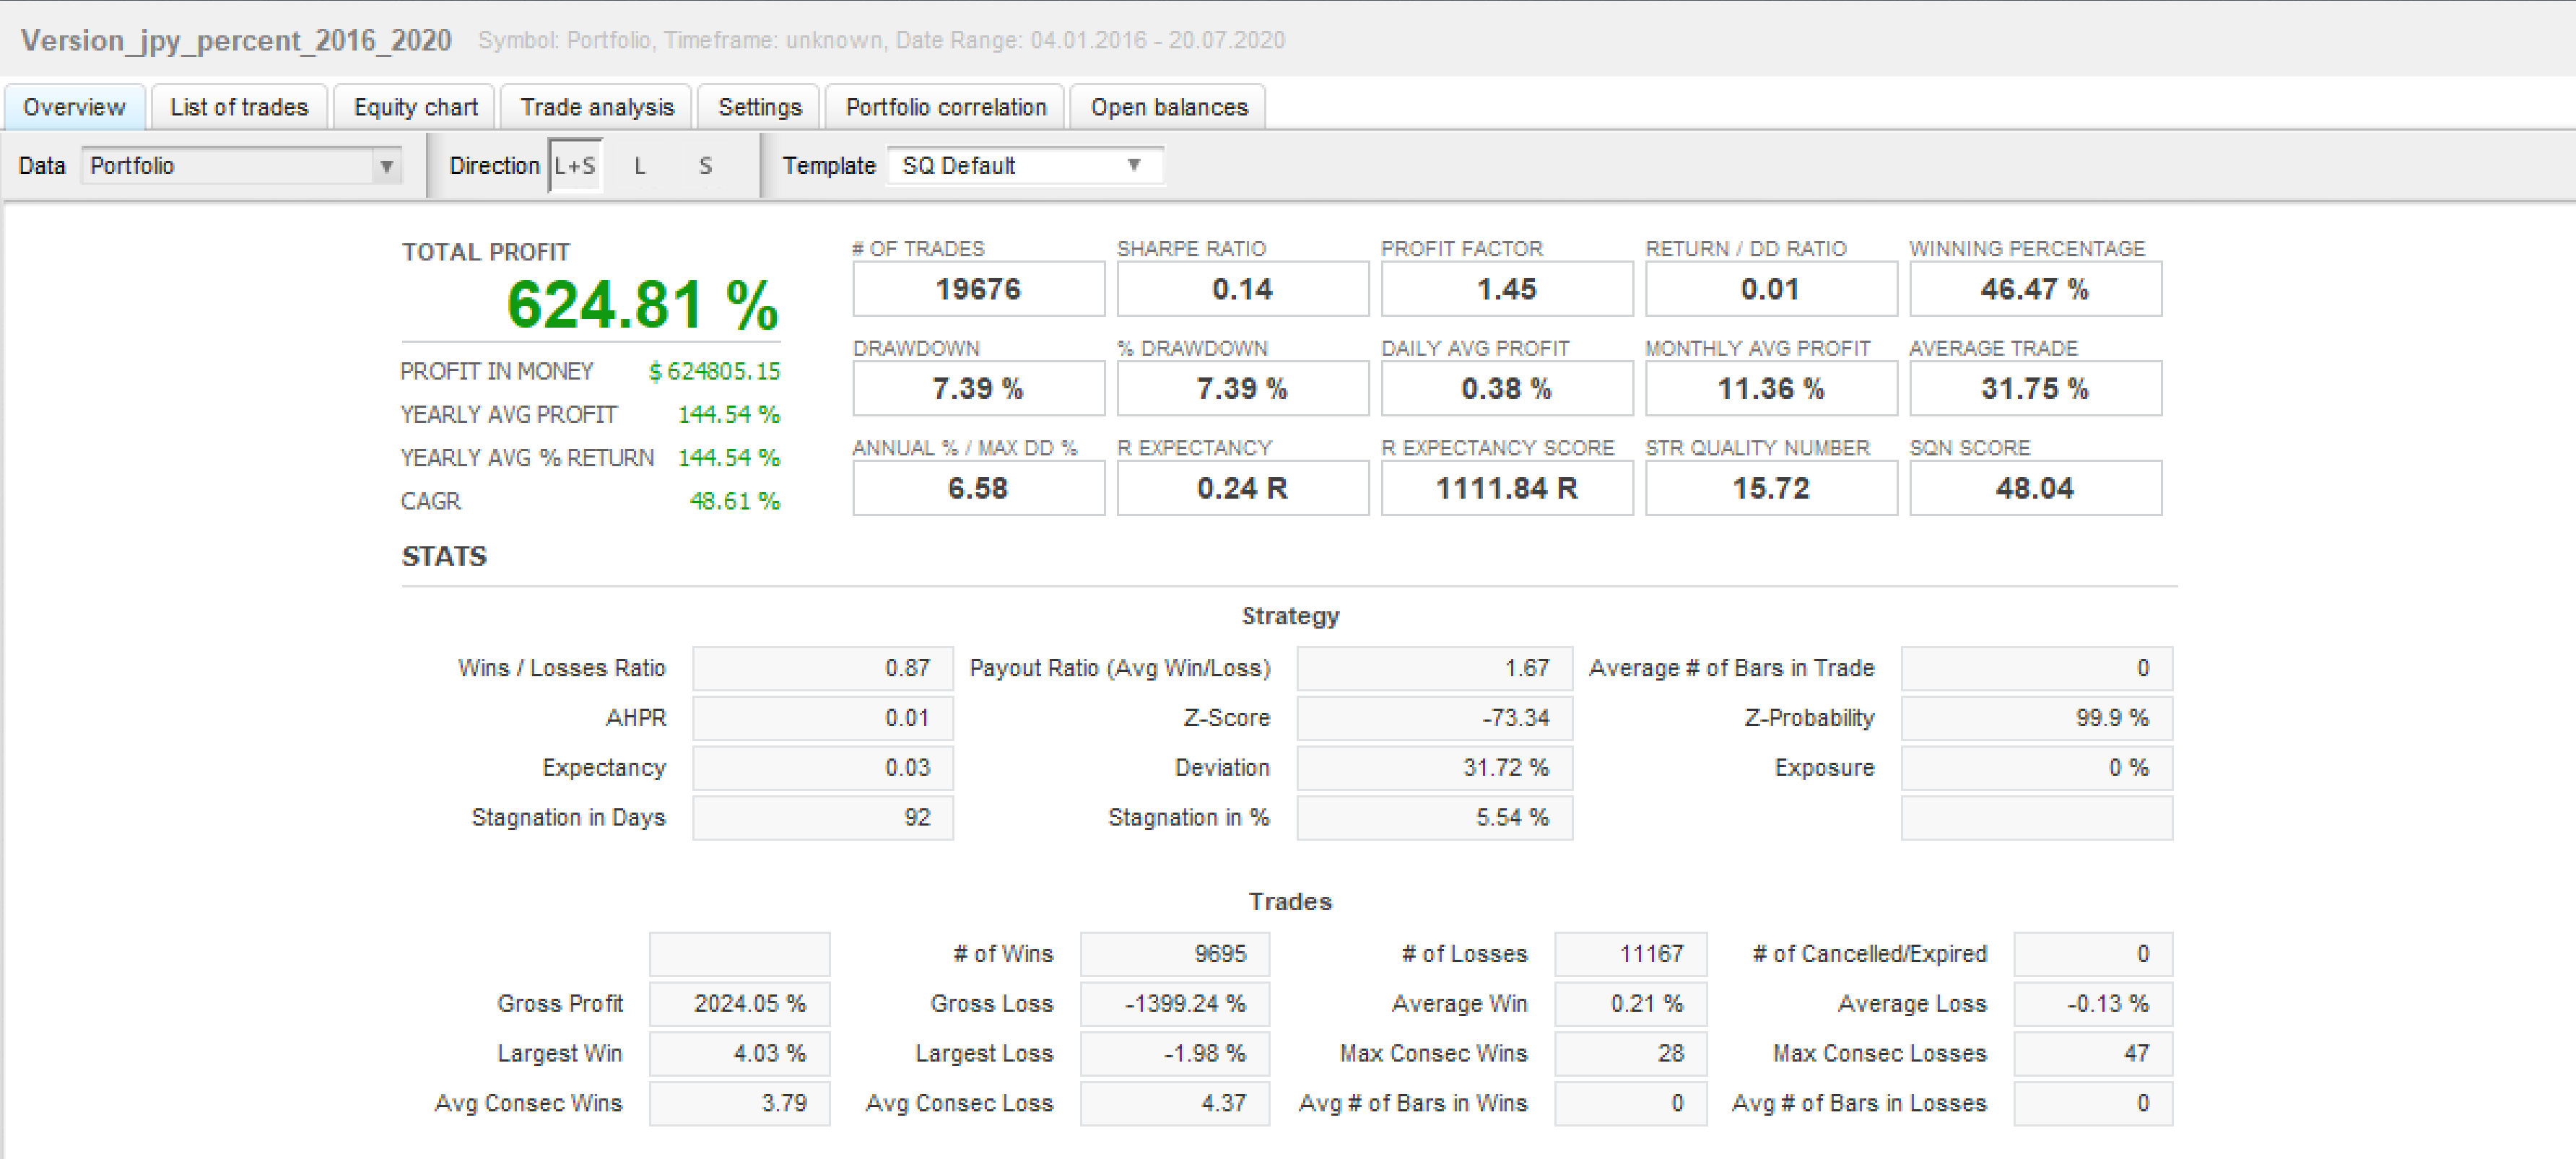 Version_jpy_percent_2016_2020 Symbol: Portfolio, Timeframe: unknown, Date Range: 04.01.2016 - 20.07.2020
Overview List of trades Equity chart Trade analysis Settings Portfolio correlation Open balances
Data Portfolio Direction L+S L S Template SQ Default
TOTAL PROFIT
624.81 %
PROFIT IN MONEY $ 624805.15
YEARLY AVG PROFIT 144.54 %
YEARLY AVG % RETURN 144.54 %
CAGR 48.61 %
# OF TRADES SHARPE RATIO PROFIT FACTOR RETURN / DD RATIO WINNING PERCENTAGE
19676 0.14 1.45 0.01 46.47 %
DRAWDOWN % DRAWDOWN DAILY AVG PROFIT MONTHLY AVG PROFIT AVERAGE TRADE
7.39 % 7.39 % 0.38 % 11.36 % 31.75 %
ANNUAL % / MAX DD % R EXPECTANCY R EXPECTANCY SCORE STR QUALITY NUMBER SQN SCORE
6.58 0.24 R 1111.84 R 15.72 48.04
STATS
Strategy
Wins / Losses Ratio 0.87 Payout Ratio (Avg Win/Loss) 1.67 Average # of Bars in Trade 0
AHPR 0.01 Z-Score -73.34 Z-Probability 99.9 %
Expectancy 0.03 Deviation 31.72 % Exposure 0 %
Stagnation in Days 92 Stagnation in % 5.54 %
Trades
# of Wins 9695 # of Losses 11167 # of Cancelled/Expired 0
Gross Profit 2024.05 % Gross Loss -1399.24 % Average Win 0.21 % Average Loss -0.13 %
Largest Win 4.03 % Largest Loss -1.98 % Max Consec Wins 28 Max Consec Losses 47
Avg Consec Wins 3.79 Avg Consec Loss 4.37 Avg # of Bars in Wins 0 Avg # of Bars in Losses 0